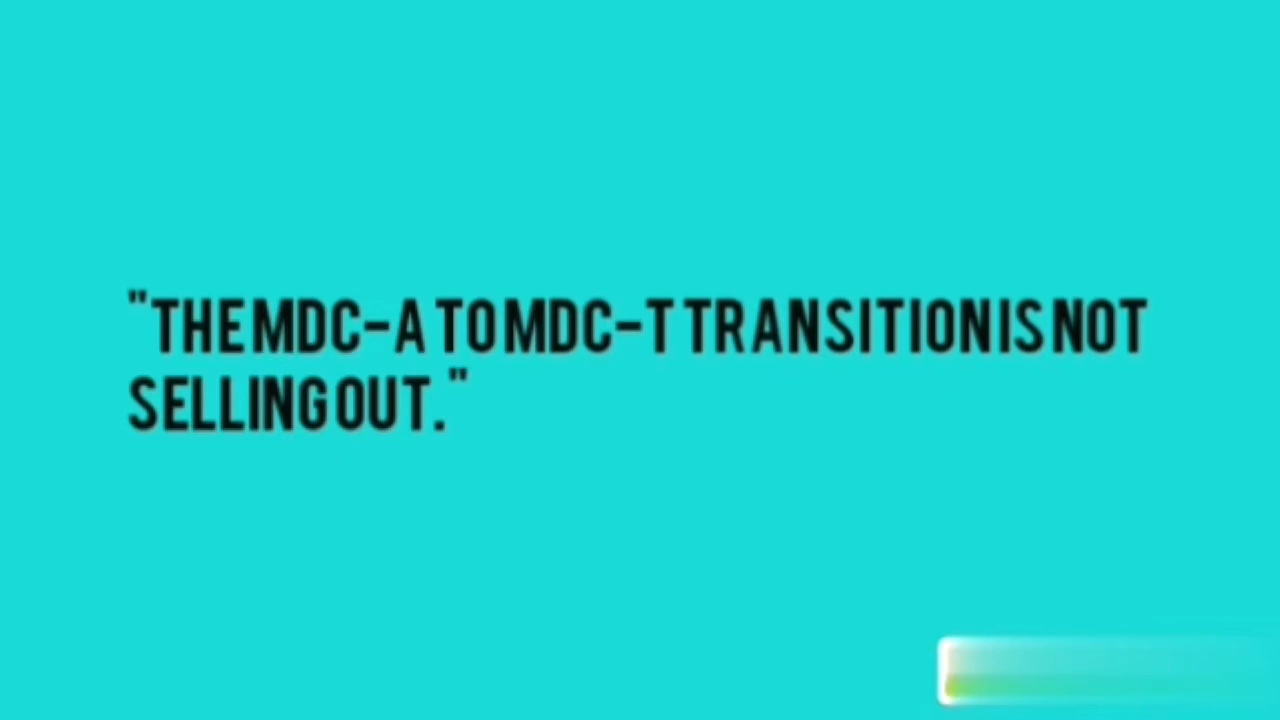 "THE MDC-A TO MDC-T TRANSITION IS NOT
SELLING OUT."